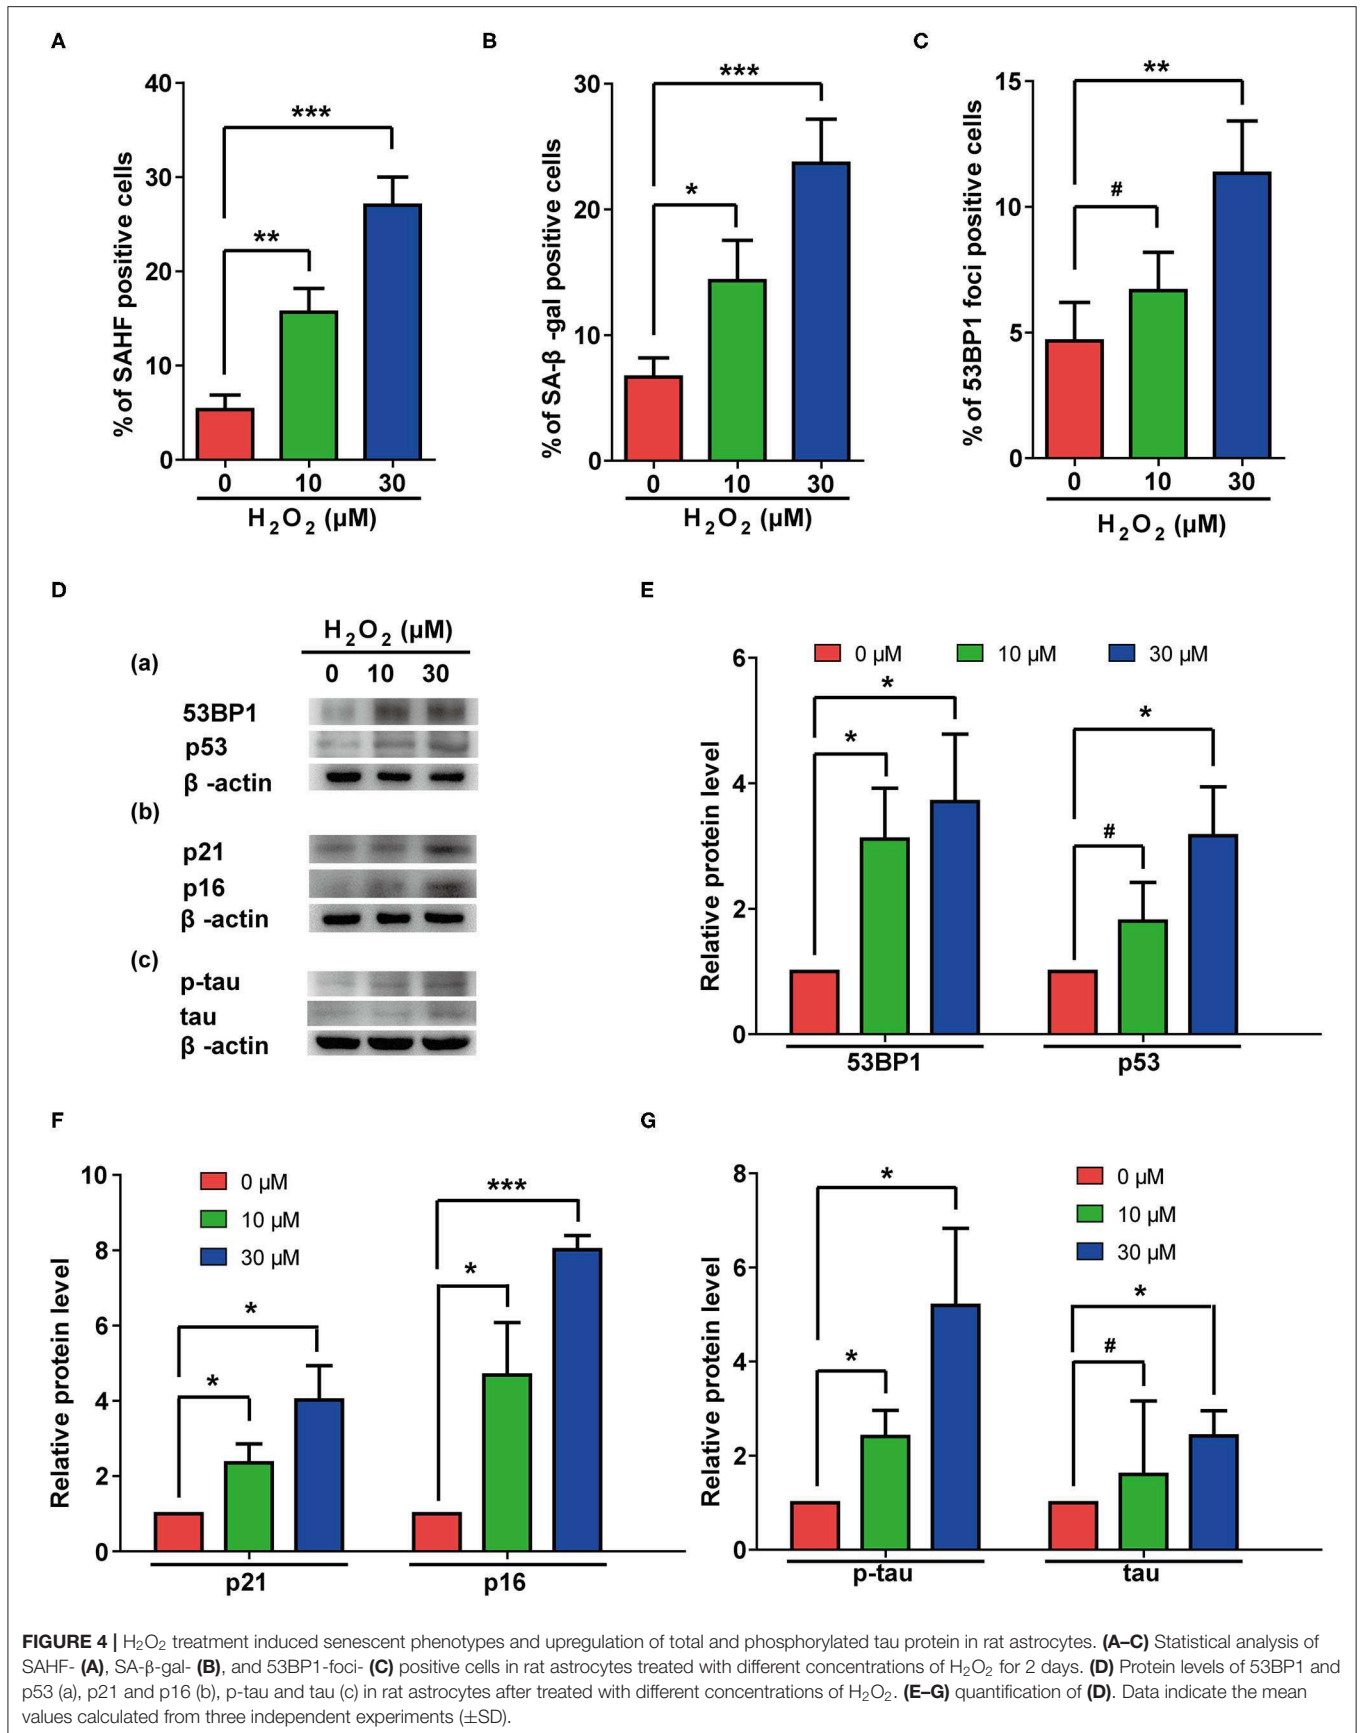 A
B
C
40
30
20
10
0
% of SAHF positive cells
***
**
0 10 30
H₂O₂ (µM)
30
20
10
0
% of SA-β -gal positive cells
***
*
0 10 30
H₂O₂ (µM)
15
10
5
0
% of 53BP1 foci positive cells
**
#
0 10 30
H₂O₂ (µM)
D
H₂O₂ (µM)
(a)
0 10 30
53BP1
p53
β -actin
(b)
p21
p16
β -actin
(c)
p-tau
tau
β -actin
E
0 µM 10 µM 30 µM
6
4
2
0
Relative protein level
*
*
*
#
53BP1 p53
F
0 µM
10 µM
30 µM
10
8
6
4
2
0
Relative protein level
*
*
***
*
p21 p16
G
0 µM
10 µM
30 µM
8
6
4
2
0
Relative protein level
*
*
*
#
p-tau tau
FIGURE 4 | H₂O₂ treatment induced senescent phenotypes and upregulation of total and phosphorylated tau protein in rat astrocytes. (A–C) Statistical analysis of
SAHF- (A), SA-β-gal- (B), and 53BP1-foci- (C) positive cells in rat astrocytes treated with different concentrations of H₂O₂ for 2 days. (D) Protein levels of 53BP1 and
p53 (a), p21 and p16 (b), p-tau and tau (c) in rat astrocytes after treated with different concentrations of H₂O₂. (E–G) quantification of (D). Data indicate the mean
values calculated from three independent experiments (±SD).